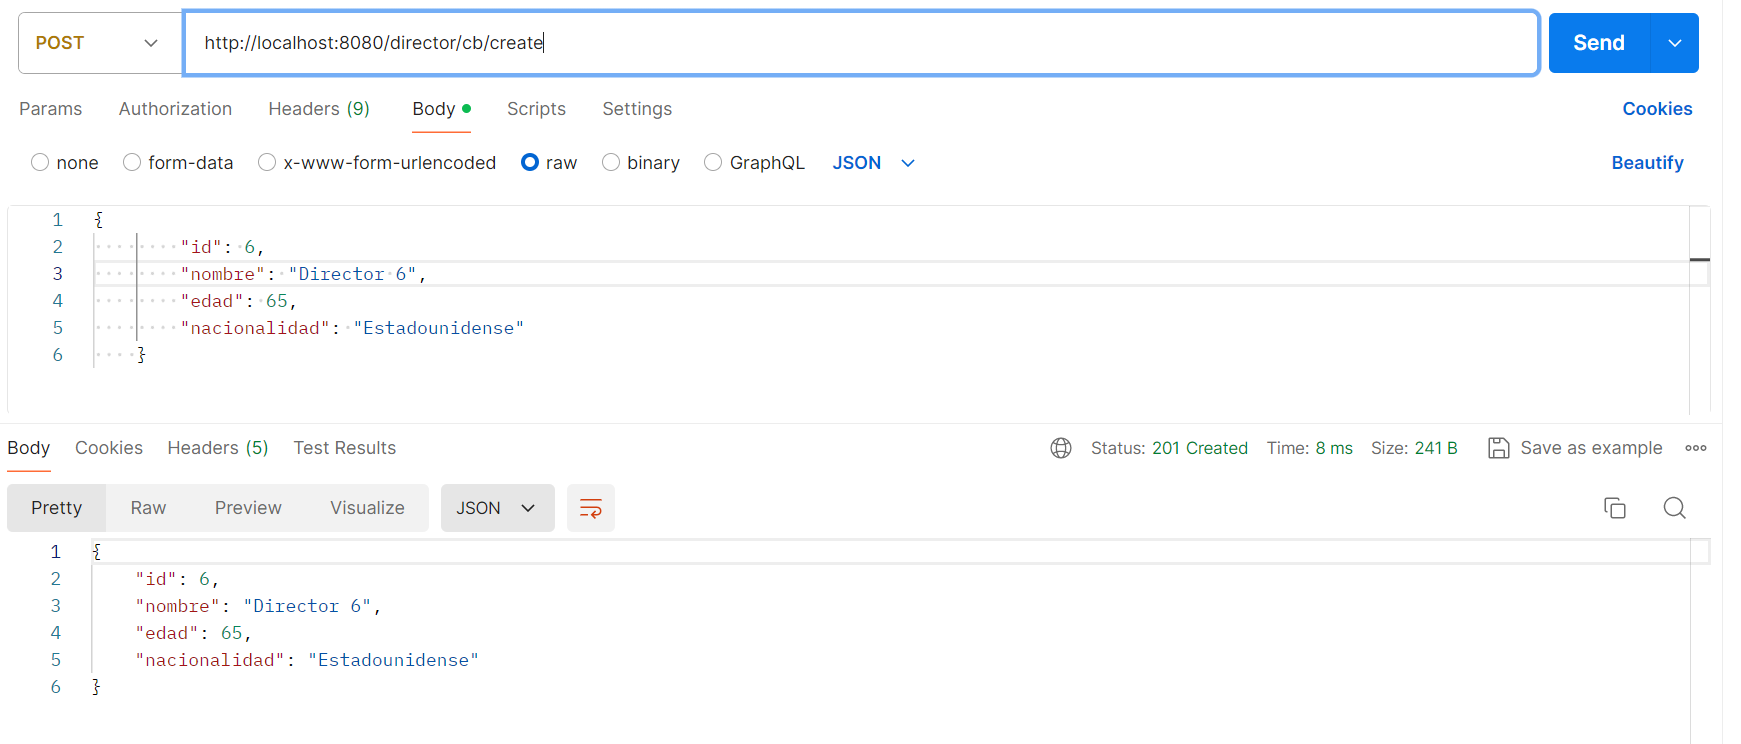 POST http://localhost:8080/director/cb/create Send
Params Authorization Headers (9) Body Scripts Settings Cookies
none form-data x-www-form-urlencoded raw binary GraphQL JSON Beautify
1 {
2 "id": 6,
3 "nombre": "Director 6",
4 "edad": 65,
5 "nacionalidad": "Estadounidense"
6 }
Body Cookies Headers (5) Test Results Status: 201 Created Time: 8 ms Size: 241 B Save as example
Pretty Raw Preview Visualize JSON
1 {
2 "id": 6,
3 "nombre": "Director 6",
4 "edad": 65,
5 "nacionalidad": "Estadounidense"
6 }